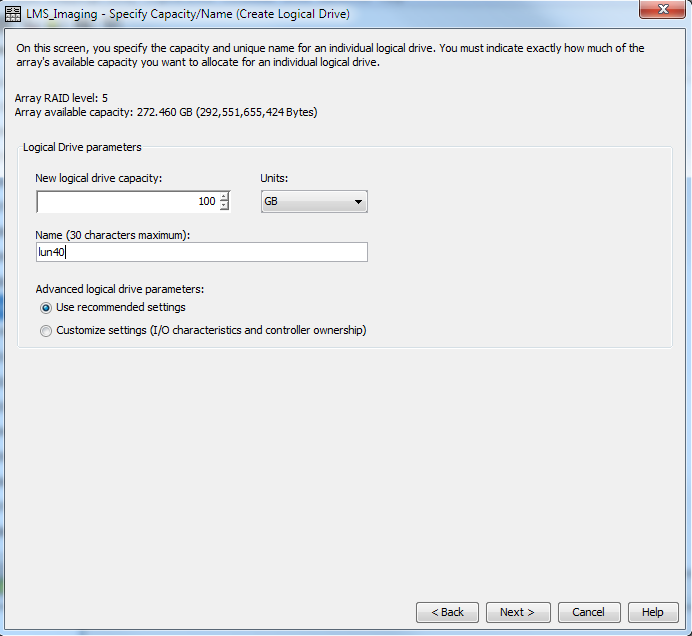 LMS_Imaging - Specify Capacity/Name (Create Logical Drive)
On this screen, you specify the capacity and unique name for an individual logical drive. You must indicate exactly how much of the
array's available capacity you want to allocate for an individual logical drive.
Array RAID level: 5
Array available capacity: 272.460 GB (292,551,655,424 Bytes)
Logical Drive parameters
New logical drive capacity: Units:
100 GB
Name (30 characters maximum):
lun40
Advanced logical drive parameters:
Use recommended settings
Customize settings (I/O characteristics and controller ownership)
< Back Next > Cancel Help